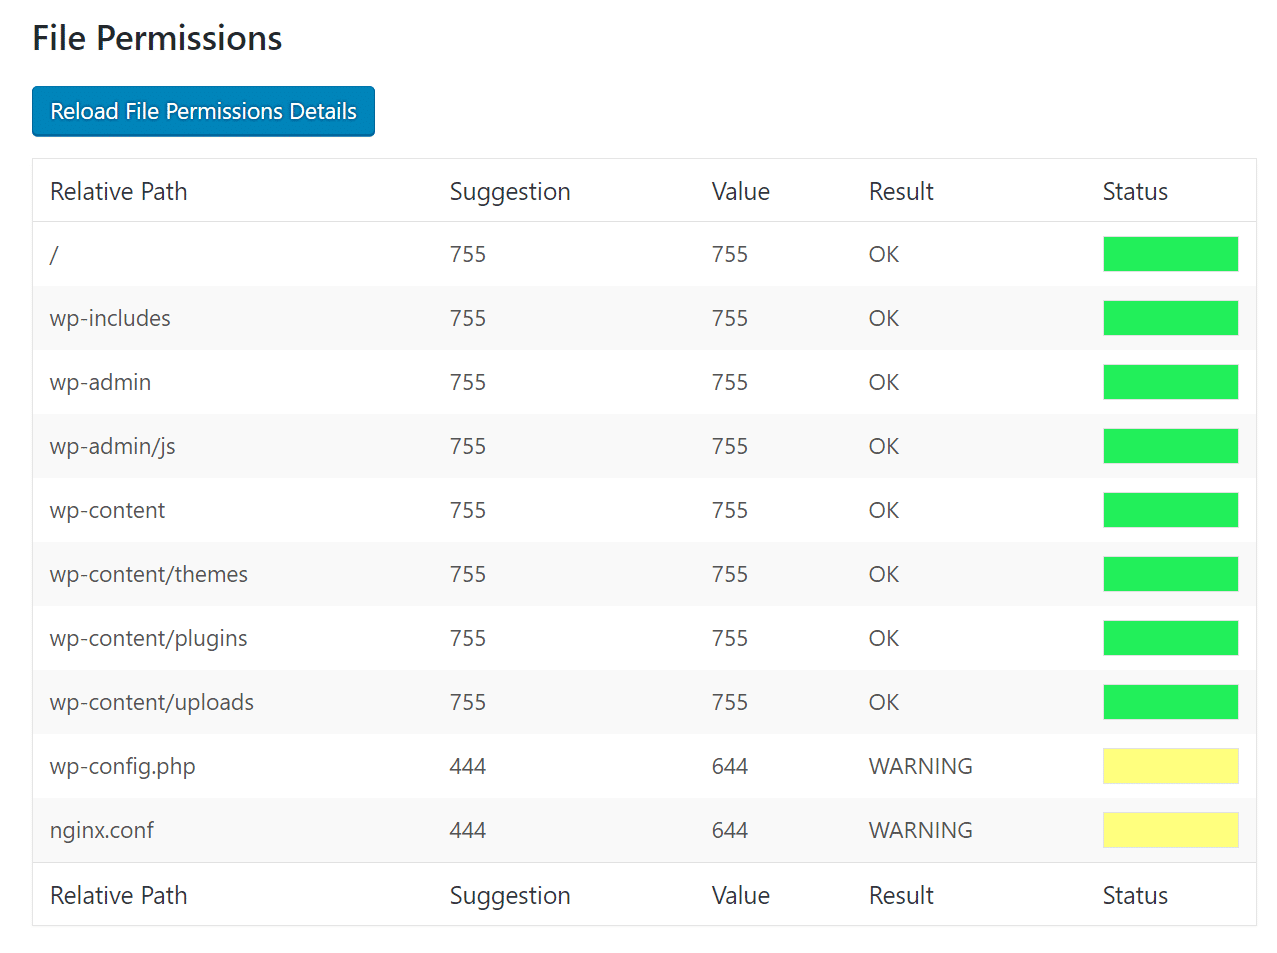 File Permissions
Reload File Permissions Details
Relative Path Suggestion Value Result Status
/ 755 755 OK
wp-includes 755 755 OK
wp-admin 755 755 OK
wp-admin/js 755 755 OK
wp-content 755 755 OK
wp-content/themes 755 755 OK
wp-content/plugins 755 755 OK
wp-content/uploads 755 755 OK
wp-config.php 444 644 WARNING
nginx.conf 444 644 WARNING
Relative Path Suggestion Value Result Status